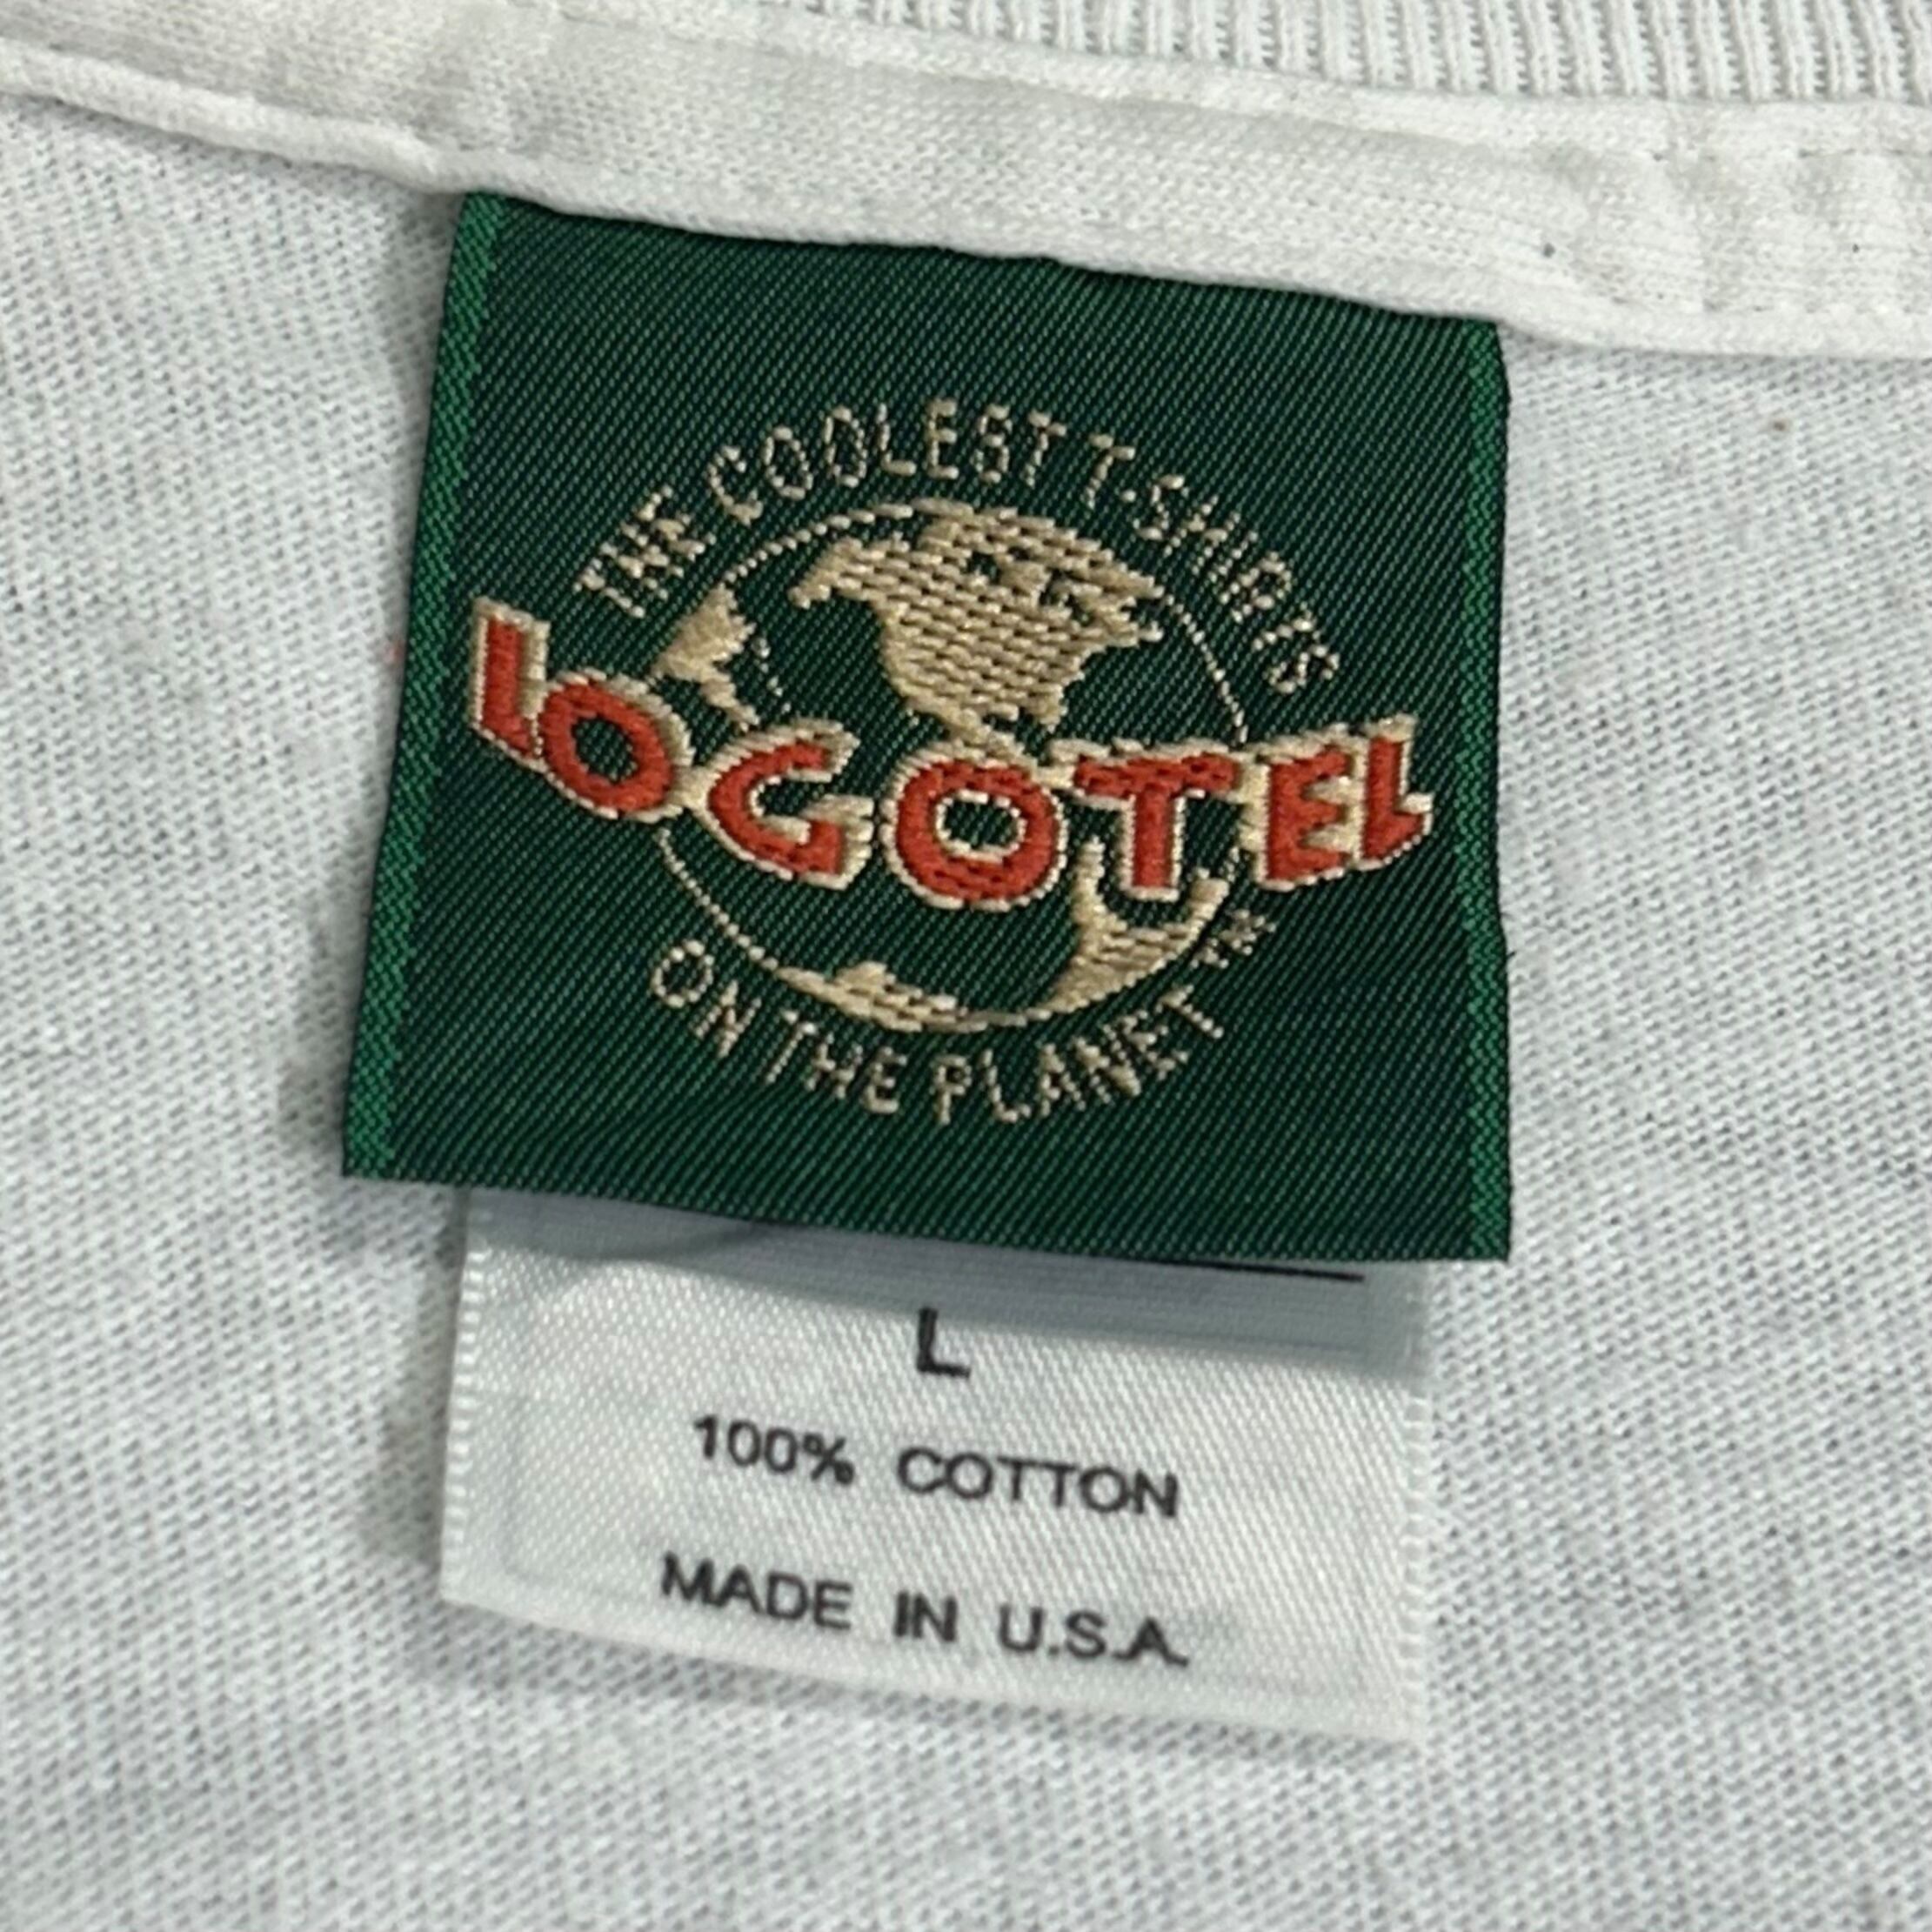 THE COOLEST T-SHIRTS
LOGOTEL
ON THE PLANET™
L
100% COTTON
MADE IN U.S.A.